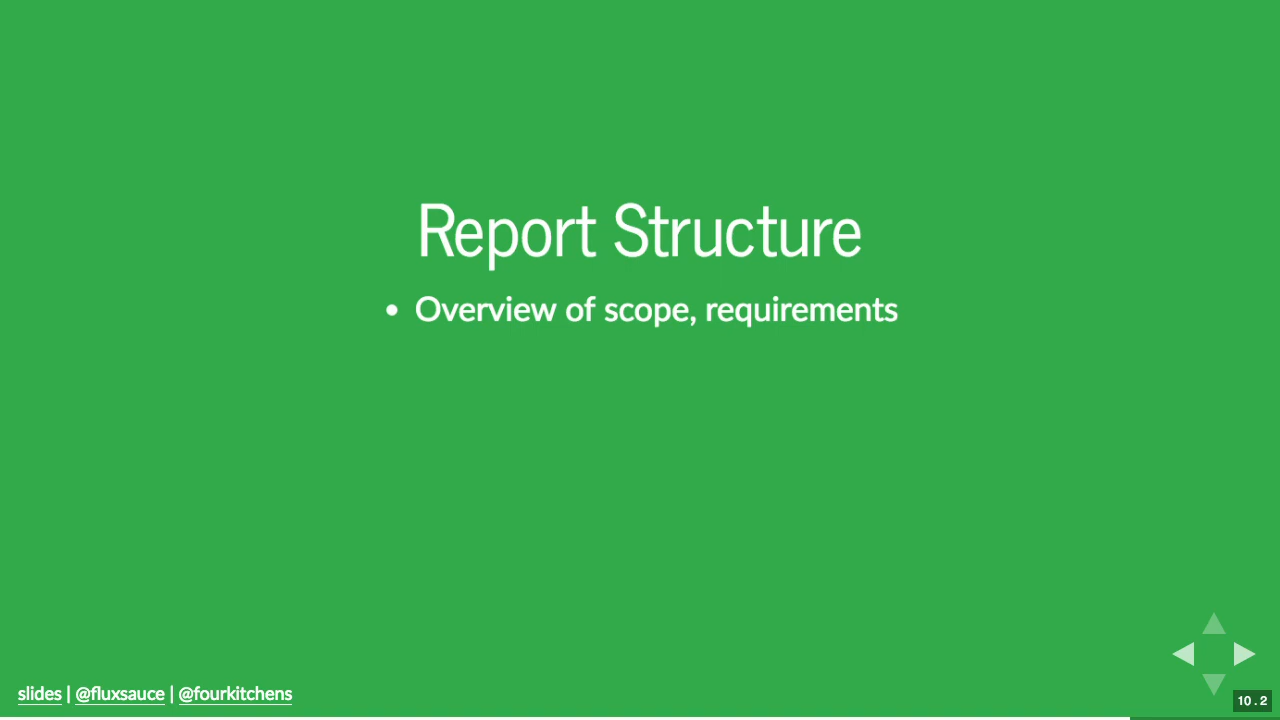 Report Structure
• Overview of scope, requirements
slides | @fluxsauce | @fourkitchens
10.2